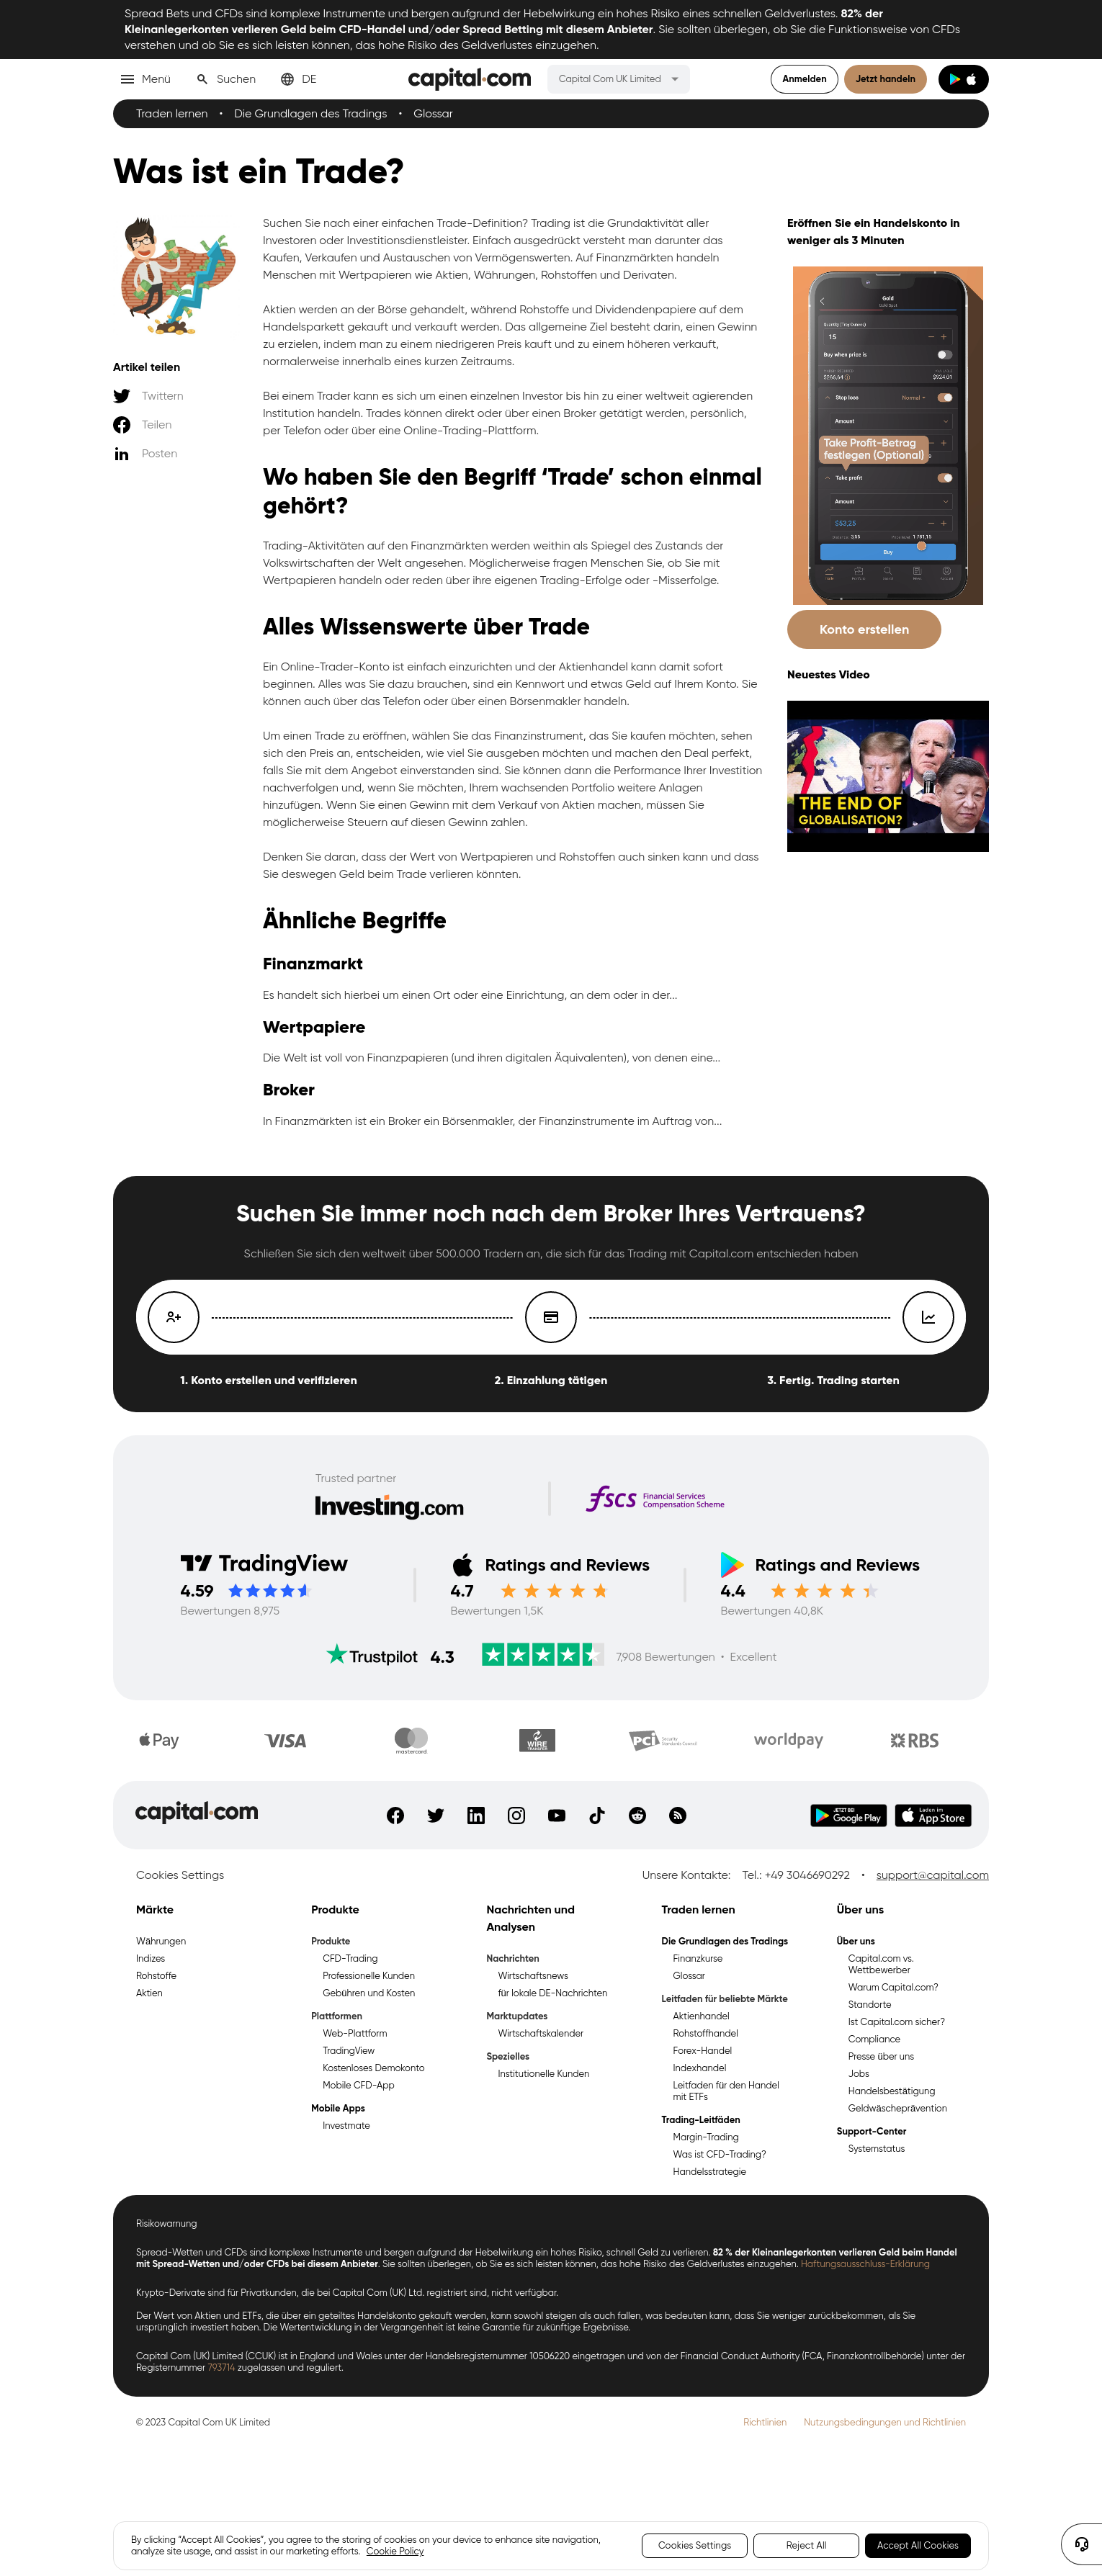 Spread Bets und CFDs sind komplexe Instrumente und bergen aufgrund der Hebelwirkung ein hohes Risiko eines schnellen Geldverlustes. 82% der
Kleinanlegerkonten verlieren Geld beim CFD-Handel und/oder Spread Betting mit diesem Anbieter. Sie sollten überlegen, ob Sie die Funktionsweise von CFDs
verstehen und ob Sie es sich leisten können, das hohe Risiko des Geldverlustes einzugehen.
Menü Suchen DE capital.com Capital Com UK Limited Anmelden Jetzt handeln
Traden lernen • Die Grundlagen des Tradings • Glossar
Was ist ein Trade?
Artikel teilen
Twittern
Teilen
Posten
Suchen Sie nach einer einfachen Trade-Definition? Trading ist die Grundaktivität aller
Investoren oder Investitionsdienstleister. Einfach ausgedrückt versteht man darunter das
Kaufen, Verkaufen und Austauschen von Vermögenswerten. Auf Finanzmärkten handeln
Menschen mit Wertpapieren wie Aktien, Währungen, Rohstoffen und Derivaten.
Aktien werden an der Börse gehandelt, während Rohstoffe und Dividendenpapiere auf dem
Handelsparkett gekauft und verkauft werden. Das allgemeine Ziel besteht darin, einen Gewinn
zu erzielen, indem man zu einem niedrigeren Preis kauft und zu einem höheren verkauft,
normalerweise innerhalb eines kurzen Zeitraums.
Bei einem Trader kann es sich um einen einzelnen Investor bis hin zu einer weltweit agierenden
Institution handeln. Trades können direkt oder über einen Broker getätigt werden, persönlich,
per Telefon oder über eine Online-Trading-Plattform.
Wo haben Sie den Begriff ‘Trade’ schon einmal
gehört?
Trading-Aktivitäten auf den Finanzmärkten werden weithin als Spiegel des Zustands der
Volkswirtschaften der Welt angesehen. Möglicherweise fragen Menschen Sie, ob Sie mit
Wertpapieren handeln oder reden über ihre eigenen Trading-Erfolge oder -Misserfolge.
Alles Wissenswerte über Trade
Ein Online-Trader-Konto ist einfach einzurichten und der Aktienhandel kann damit sofort
beginnen. Alles was Sie dazu brauchen, sind ein Kennwort und etwas Geld auf Ihrem Konto. Sie
können auch über das Telefon oder über einen Börsenmakler handeln.
Um einen Trade zu eröffnen, wählen Sie das Finanzinstrument, das Sie kaufen möchten, sehen
sich den Preis an, entscheiden, wie viel Sie ausgeben möchten und machen den Deal perfekt,
falls Sie mit dem Angebot einverstanden sind. Sie können dann die Performance Ihrer Investition
nachverfolgen und, wenn Sie möchten, Ihrem wachsenden Portfolio weitere Anlagen
hinzufügen. Wenn Sie einen Gewinn mit dem Verkauf von Aktien machen, müssen Sie
möglicherweise Steuern auf diesen Gewinn zahlen.
Denken Sie daran, dass der Wert von Wertpapieren und Rohstoffen auch sinken kann und dass
Sie deswegen Geld beim Trade verlieren könnten.
Ähnliche Begriffe
Finanzmarkt
Es handelt sich hierbei um einen Ort oder eine Einrichtung, an dem oder in der...
Wertpapiere
Die Welt ist voll von Finanzpapieren (und ihren digitalen Äquivalenten), von denen eine...
Broker
In Finanzmärkten ist ein Broker ein Börsenmakler, der Finanzinstrumente im Auftrag von...
Eröffnen Sie ein Handelskonto in
weniger als 3 Minuten
Gold
15
Buy when price is
Stop loss Normal
Amount
Take Profit-Betrag
festlegen (Optional)
Take profit
Amount
Buy
Konto erstellen
Neuestes Video
THE END OF
GLOBALISATION?
Suchen Sie immer noch nach dem Broker Ihres Vertrauens?
Schließen Sie sich den weltweit über 500.000 Tradern an, die sich für das Trading mit Capital.com entschieden haben
1. Konto erstellen und verifizieren 2. Einzahlung tätigen 3. Fertig. Trading starten
Trusted partner
Investing.com
fscs Financial Services
Compensation Scheme
TradingView
4.59
Bewertungen 8,975
Ratings and Reviews
4.7
Bewertungen 1,5K
Ratings and Reviews
4.4
Bewertungen 40,8K
Trustpilot 4.3 7,908 Bewertungen • Excellent
Pay VISA mastercard WIRE TRANSFER PCI Security Standards Council worldpay RBS
capital.com JETZT BEI Google Play Laden im App Store
Cookies Settings Unsere Kontakte: Tel.: +49 3046690292 • support@capital.com
Märkte
Währungen
Indizes
Rohstoffe
Aktien
Produkte
Produkte
CFD-Trading
Professionelle Kunden
Gebühren und Kosten
Plattformen
Web-Plattform
TradingView
Kostenloses Demokonto
Mobile CFD-App
Mobile Apps
Investmate
Nachrichten und
Analysen
Nachrichten
Wirtschaftsnews
für lokale DE-Nachrichten
Marktupdates
Wirtschaftskalender
Spezielles
Institutionelle Kunden
Traden lernen
Die Grundlagen des Tradings
Finanzkurse
Glossar
Leitfaden für beliebte Märkte
Aktienhandel
Rohstoffhandel
Forex-Handel
Indexhandel
Leitfaden für den Handel
mit ETFs
Trading-Leitfäden
Margin-Trading
Was ist CFD-Trading?
Handelsstrategie
Über uns
Über uns
Capital.com vs.
Wettbewerber
Warum Capital.com?
Standorte
Ist Capital.com sicher?
Compliance
Presse über uns
Jobs
Handelsbestätigung
Geldwäscheprävention
Support-Center
Systemstatus
Risikowarnung
Spread-Wetten und CFDs sind komplexe Instrumente und bergen aufgrund der Hebelwirkung ein hohes Risiko, schnell Geld zu verlieren. 82 % der Kleinanlegerkonten verlieren Geld beim Handel
mit Spread-Wetten und/oder CFDs bei diesem Anbieter. Sie sollten überlegen, ob Sie es sich leisten können, das hohe Risiko des Geldverlustes einzugehen. Haftungsausschluss-Erklärung
Krypto-Derivate sind für Privatkunden, die bei Capital Com (UK) Ltd. registriert sind, nicht verfügbar.
Der Wert von Aktien und ETFs, die über ein geteiltes Handelskonto gekauft werden, kann sowohl steigen als auch fallen, was bedeuten kann, dass Sie weniger zurückbekommen, als Sie
ursprünglich investiert haben. Die Wertentwicklung in der Vergangenheit ist keine Garantie für zukünftige Ergebnisse.
Capital Com (UK) Limited (CCUK) ist in England und Wales unter der Handelsregisternummer 10506220 eingetragen und von der Financial Conduct Authority (FCA, Finanzkontrollbehörde) unter der
Registernummer 793714 zugelassen und reguliert.
© 2023 Capital Com UK Limited Richtlinien Nutzungsbedingungen und Richtlinien
By clicking “Accept All Cookies”, you agree to the storing of cookies on your device to enhance site navigation,
analyze site usage, and assist in our marketing efforts. Cookie Policy
Cookies Settings Reject All Accept All Cookies